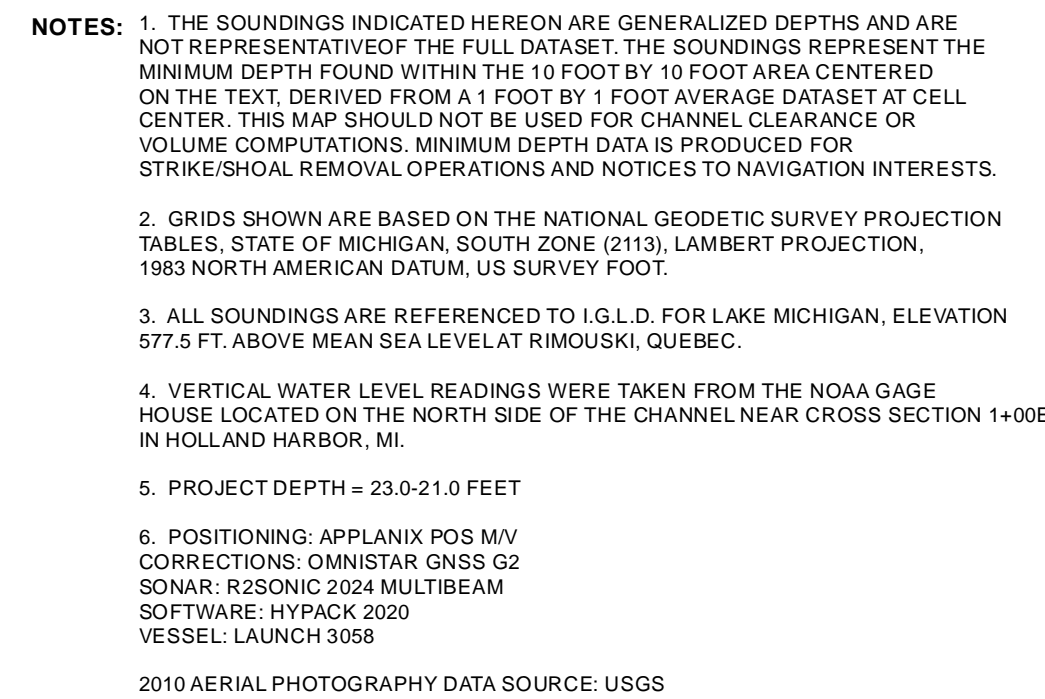 NOTES: 1. THE SOUNDINGS INDICATED HEREON ARE GENERALIZED DEPTHS AND ARE
NOT REPRESENTATIVEOF THE FULL DATASET. THE SOUNDINGS REPRESENT THE
MINIMUM DEPTH FOUND WITHIN THE 10 FOOT BY 10 FOOT AREA CENTERED
ON THE TEXT, DERIVED FROM A 1 FOOT BY 1 FOOT AVERAGE DATASET AT CELL
CENTER. THIS MAP SHOULD NOT BE USED FOR CHANNEL CLEARANCE OR
VOLUME COMPUTATIONS. MINIMUM DEPTH DATA IS PRODUCED FOR
STRIKE/SHOAL REMOVAL OPERATIONS AND NOTICES TO NAVIGATION INTERESTS.
2. GRIDS SHOWN ARE BASED ON THE NATIONAL GEODETIC SURVEY PROJECTION
TABLES, STATE OF MICHIGAN, SOUTH ZONE (2113), LAMBERT PROJECTION,
1983 NORTH AMERICAN DATUM, US SURVEY FOOT.
3. ALL SOUNDINGS ARE REFERENCED TO I.G.L.D. FOR LAKE MICHIGAN, ELEVATION
577.5 FT. ABOVE MEAN SEA LEVEL AT RIMOUSKI, QUEBEC.
4. VERTICAL WATER LEVEL READINGS WERE TAKEN FROM THE NOAA GAGE
HOUSE LOCATED ON THE NORTH SIDE OF THE CHANNEL NEAR CROSS SECTION 1+00E
IN HOLLAND HARBOR, MI.
5. PROJECT DEPTH = 23.0-21.0 FEET
6. POSITIONING: APPLANIX POS M/V
CORRECTIONS: OMNISTAR GNSS G2
SONAR: R2SONIC 2024 MULTIBEAM
SOFTWARE: HYPACK 2020
VESSEL: LAUNCH 3058
2010 AERIAL PHOTOGRAPHY DATA SOURCE: USGS